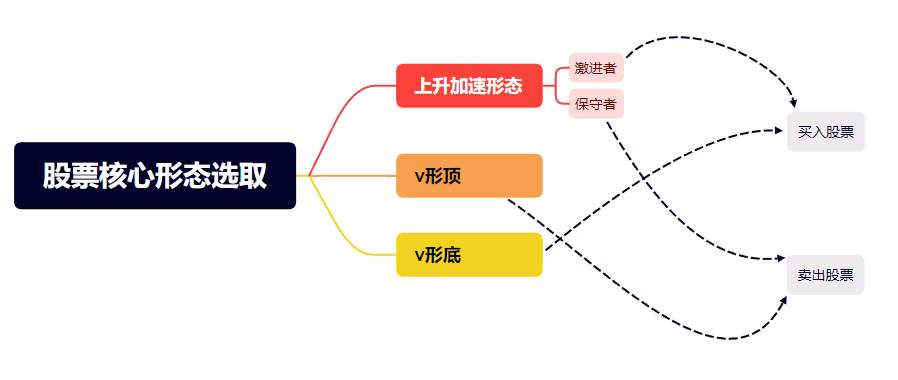 股票核心形态选取
上升加速形态
激进者
保守者
v形顶
v形底
买入股票
卖出股票